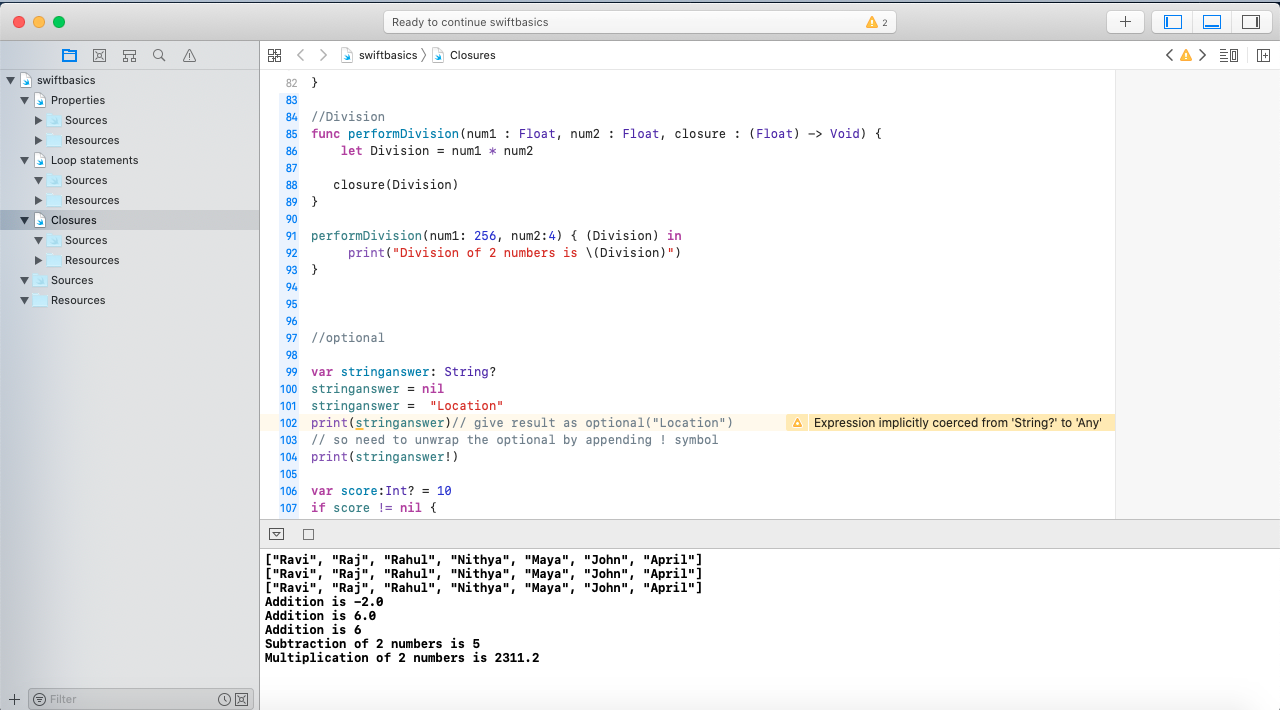 Ready to continue swiftbasics
2
swiftbasics
Closures
swiftbasics
Properties
Sources
Resources
Loop statements
Sources
Resources
Closures
Sources
Resources
Sources
Resources
Filter
82 }
83
84 //Division
85 func performDivision(num1 : Float, num2 : Float, closure : (Float) -> Void) {
86 let Division = num1 * num2
87
88 closure(Division)
89 }
90
91 performDivision(num1: 256, num2:4) { (Division) in
92 print("Division of 2 numbers is \(Division)")
93 }
94
95
96
97 //optional
98
99 var stringanswer: String?
100 stringanswer = nil
101 stringanswer =  "Location"
102 print(stringanswer)// give result as optional("Location") Expression implicitly coerced from 'String?' to 'Any'
103 // so need to unwrap the optional by appending ! symbol
104 print(stringanswer!)
105
106 var score:Int? = 10
107 if score != nil {
["Ravi", "Raj", "Rahul", "Nithya", "Maya", "John", "April"]
["Ravi", "Raj", "Rahul", "Nithya", "Maya", "John", "April"]
["Ravi", "Raj", "Rahul", "Nithya", "Maya", "John", "April"]
Addition is -2.0
Addition is 6.0
Addition is 6
Subtraction of 2 numbers is 5
Multiplication of 2 numbers is 2311.2